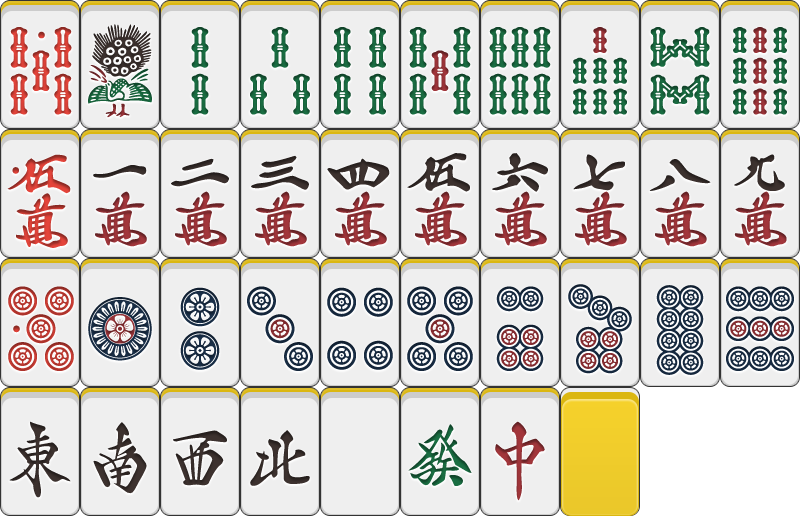 伍 一 二 三 四 伍 六 七 八 九
萬 萬 萬 萬 萬 萬 萬 萬 萬 萬
東 南 西 北 發 中